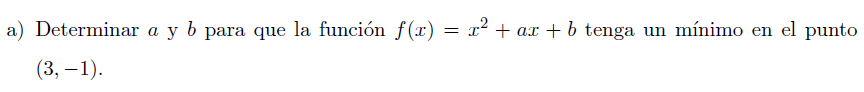 a) Determinar a y b para que la función f(x) = x² + ax + b tenga un mínimo en el punto
(3, −1).